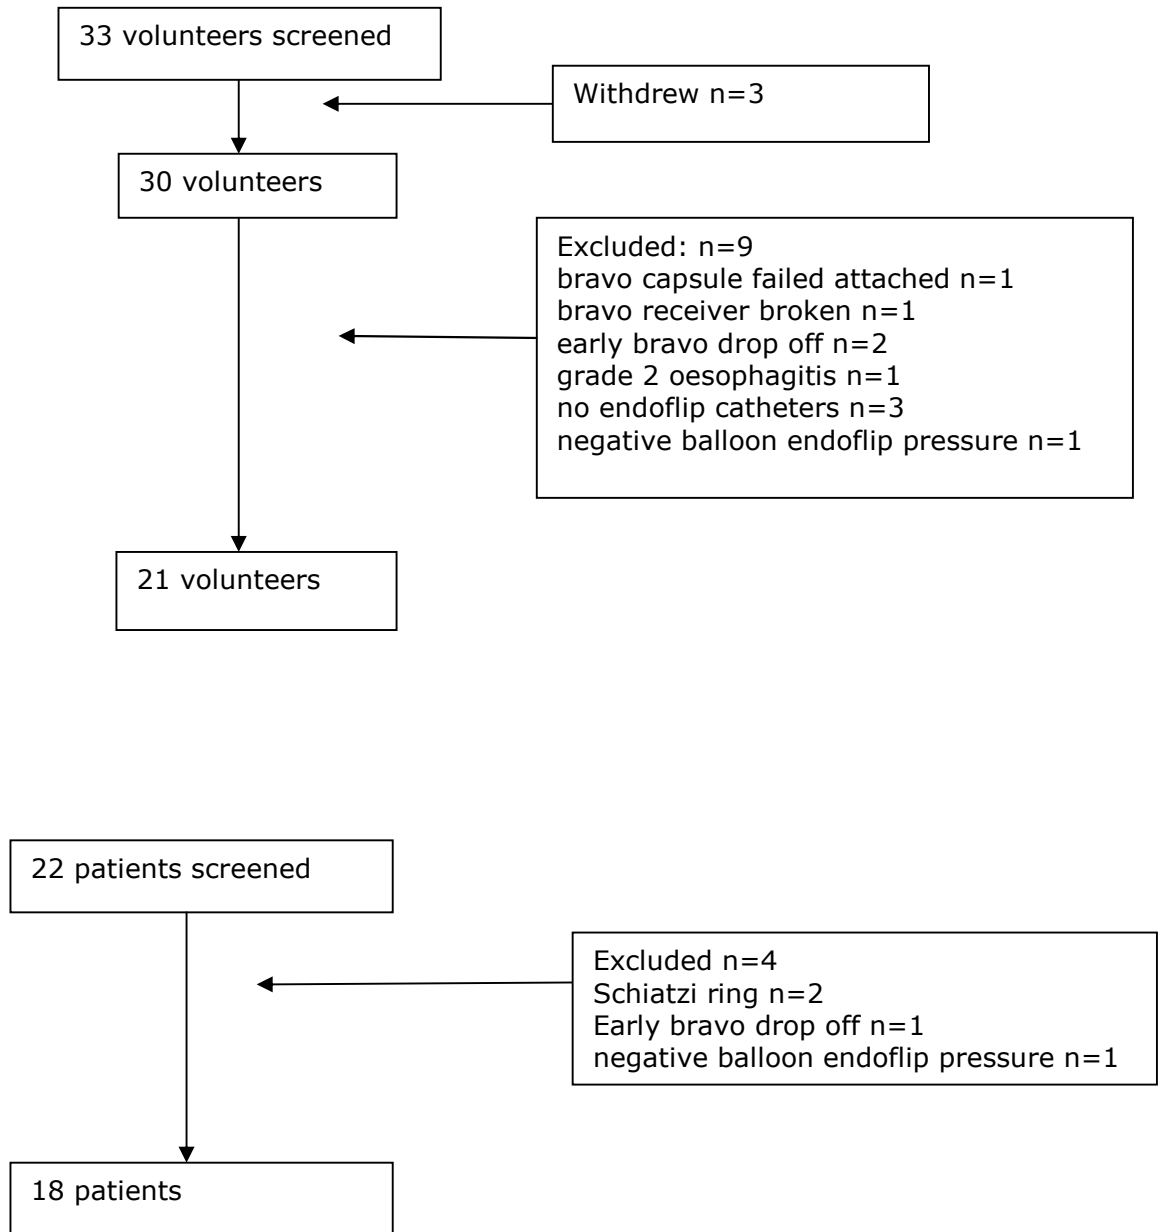 33 volunteers screened
Withdrew n=3
30 volunteers
Excluded: n=9
bravo capsule failed attached n=1
bravo receiver broken n=1
early bravo drop off n=2
grade 2 oesophagitis n=1
no endoflip catheters n=3
negative balloon endoflip pressure n=1
21 volunteers
22 patients screened
Excluded n=4
Schiatzi ring n=2
Early bravo drop off n=1
negative balloon endoflip pressure n=1
18 patients